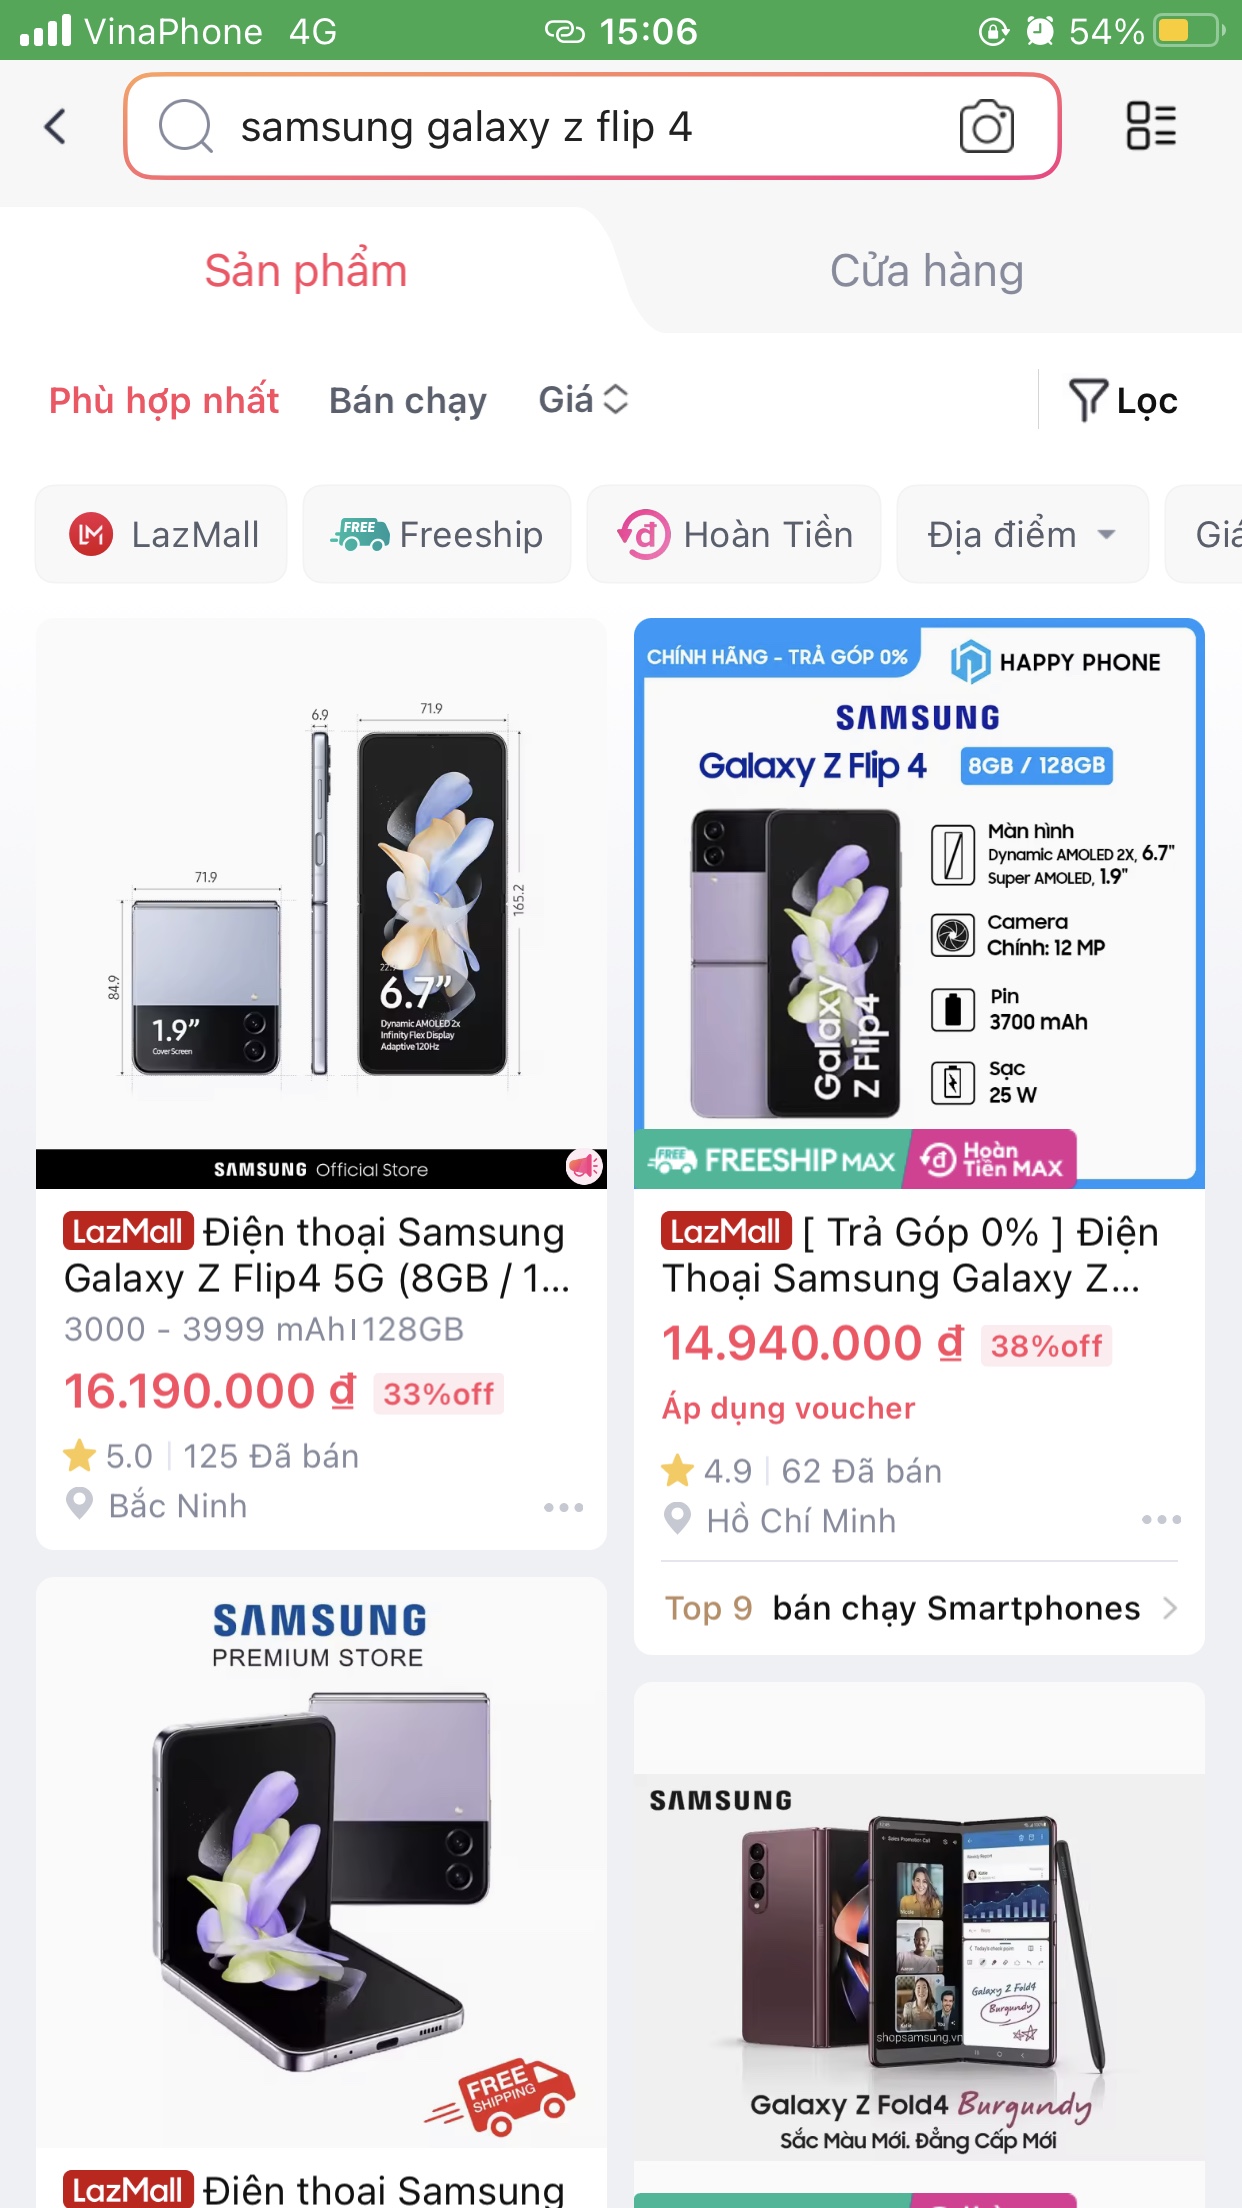 VinaPhone 4G 15:06 54%
samsung galaxy z flip 4
Sản phẩm Cửa hàng
Phù hợp nhất Bán chạy Giá Lọc
LazMall FREE Freeship Hoàn Tiền Địa điểm Giá
6.9 71.9
71.9
84.9
165.2
1.9”
Cover Screen
6.7”
Dynamic AMOLED 2x
Infinity Flex Display
Adaptive 120Hz
SAMSUNG Official Store
LazMall Điện thoại Samsung
Galaxy Z Flip4 5G (8GB / 1...
3000 - 3999 mAh|128GB
16.190.000 ₫ 33%off
5.0 125 Đã bán
Bắc Ninh
CHÍNH HÃNG - TRẢ GÓP 0% HAPPY PHONE
SAMSUNG
Galaxy Z Flip 4 8GB / 128GB
Màn hình
Dynamic AMOLED 2X, 6.7"
Super AMOLED, 1.9"
Camera
Chính: 12 MP
Pin
3700 mAh
Sạc
25 W
Galaxy
Z Flip4
FREE FREESHIP MAX Hoàn
Tiền MAX
LazMall [ Trả Góp 0% ] Điện
Thoại Samsung Galaxy Z...
14.940.000 ₫ 38%off
Áp dụng voucher
4.9 62 Đã bán
Hồ Chí Minh
Top 9 bán chạy Smartphones
SAMSUNG
PREMIUM STORE
FREE
SHIPPING
LazMall Điện thoại Samsung
SAMSUNG
Galaxy Z Fold4
Burgundy
shopsamsung.vn
Galaxy Z Fold4 Burgundy
Sắc Màu Mới. Đẳng Cấp Mới